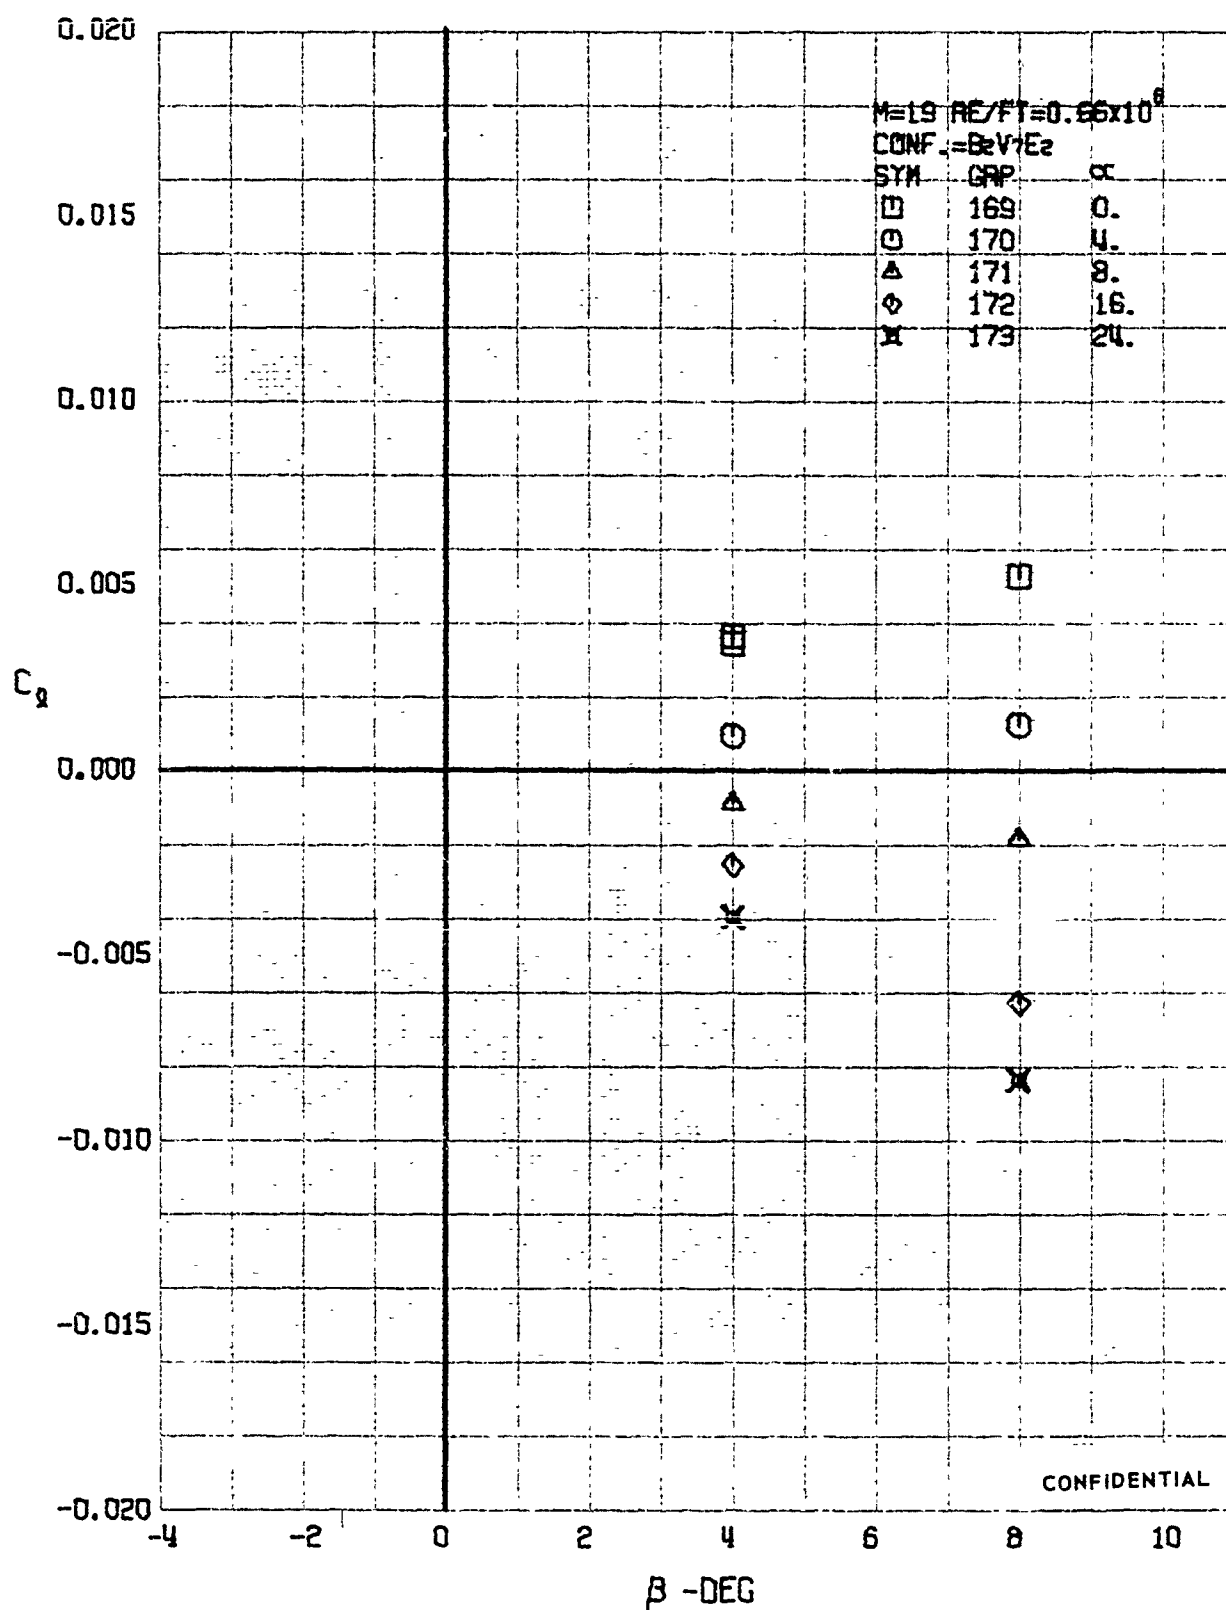 0.020
M=19 RE/FT=0.66X10⁶
CONF.=B₂V₇E₂
SYM GRP α
169 0.
170 4.
171 8.
172 16.
173 24.
0.015
0.010
0.005
Cℓ
0.000
-0.005
-0.010
-0.015
-0.020
CONFIDENTIAL
-4 -2 0 2 4 6 8 10
β -DEG